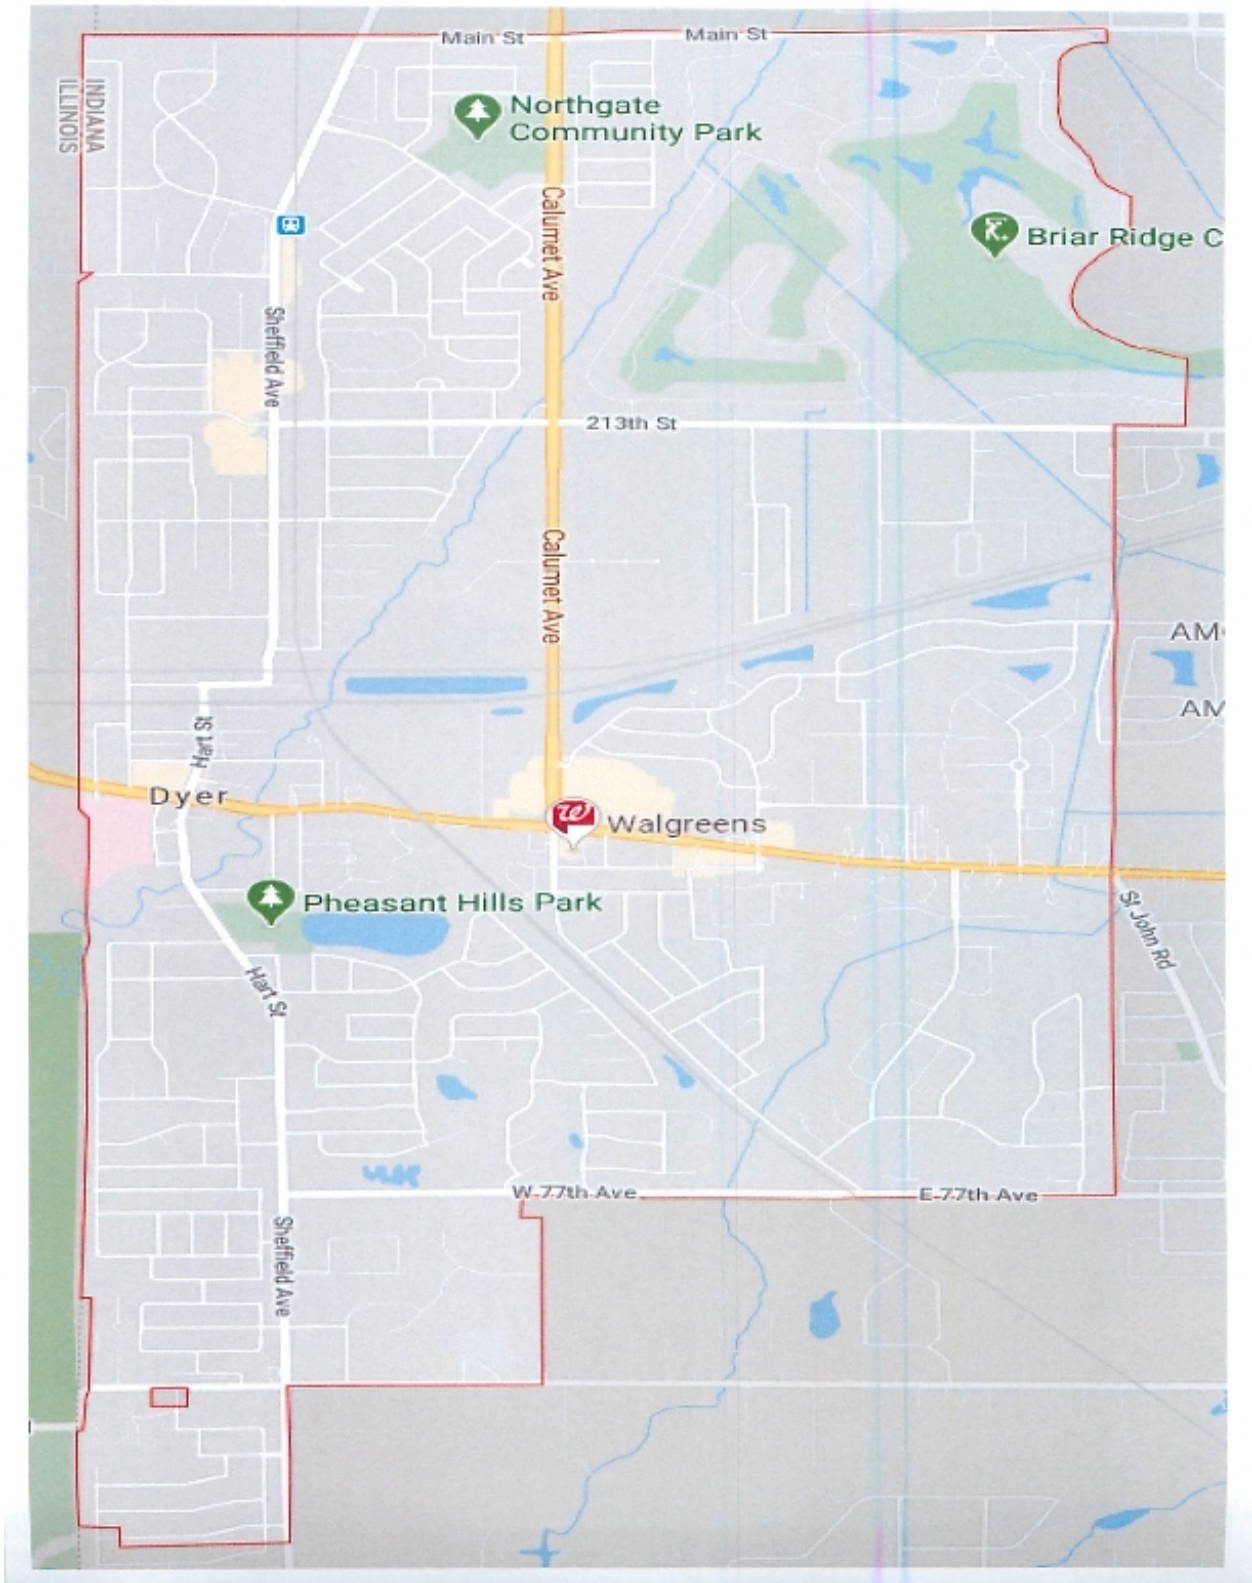 Main St
Main St
INDIANA
ILLINOIS
Northgate
Community Park
Calumet Ave
Briar Ridge C
Sheffield Ave
213th St
Calumet Ave
AM
AM
Hart St
Dyer
Walgreens
Pheasant Hills Park
St John Rd
Hart St
W 77th Ave
E 77th Ave
Sheffield Ave